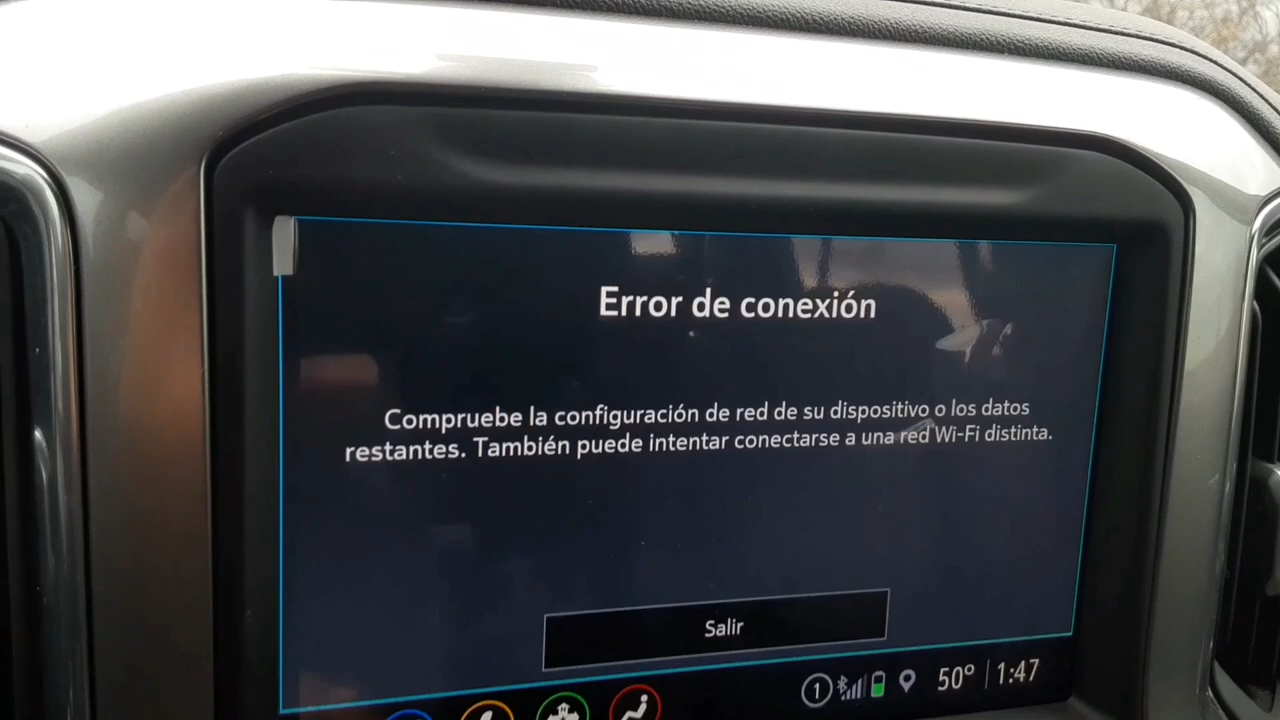 Error de conexión
Compruebe la configuración de red de su dispositivo o los datos
restantes. También puede intentar conectarse a una red Wi-Fi distinta.
Salir
1 50° 1:47